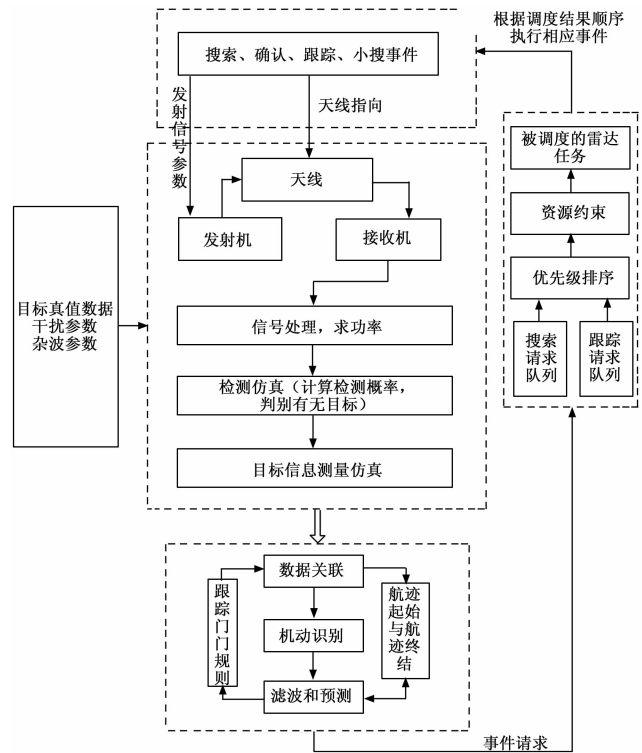 根据调度结果顺序
执行相应事件
搜索、确认、跟踪、小搜事件
发射信号参数
天线指向
被调度的雷达
任务
资源约束
优先级排序
搜索
请求
队列
跟踪
请求
队列
天线
发射机
接收机
目标真值数据
干扰参数
杂波参数
信号处理，求功率
检测仿真（计算检测概率，
判别有无目标）
目标信息测量仿真
数据关联
跟踪门门规则
机动识别
航迹
起始
与航
迹终
结
滤波和预测
事件请求